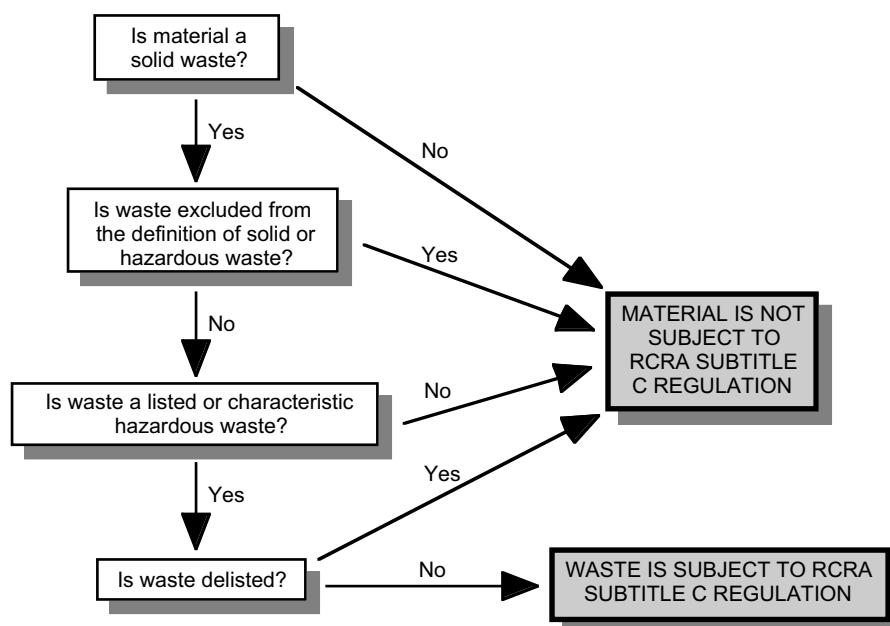 Is material a
solid waste?
Yes
No
Is waste excluded from
the definition of solid or
hazardous waste?
Yes
No
MATERIAL IS NOT
SUBJECT TO
RCRA SUBTITLE
C REGULATION
Is waste a listed or characteristic
hazardous waste?
No
Yes
Yes
Is waste delisted?
No
WASTE IS SUBJECT TO RCRA
SUBTITLE C REGULATION